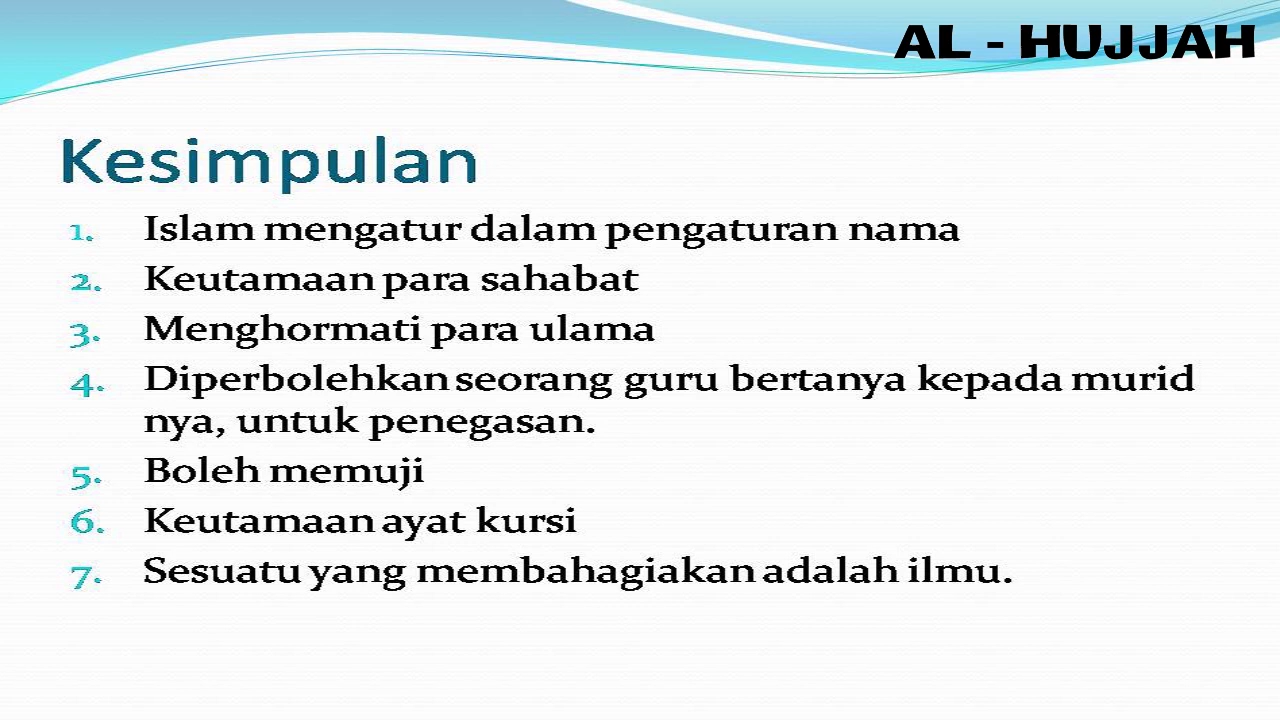 AL - HUJJAH
Kesimpulan
1. Islam mengatur dalam pengaturan nama
2. Keutamaan para sahabat
3. Menghormati para ulama
4. Diperbolehkan seorang guru bertanya kepada murid
nya, untuk penegasan.
5. Boleh memuji
6. Keutamaan ayat kursi
7. Sesuatu yang membahagiakan adalah ilmu.